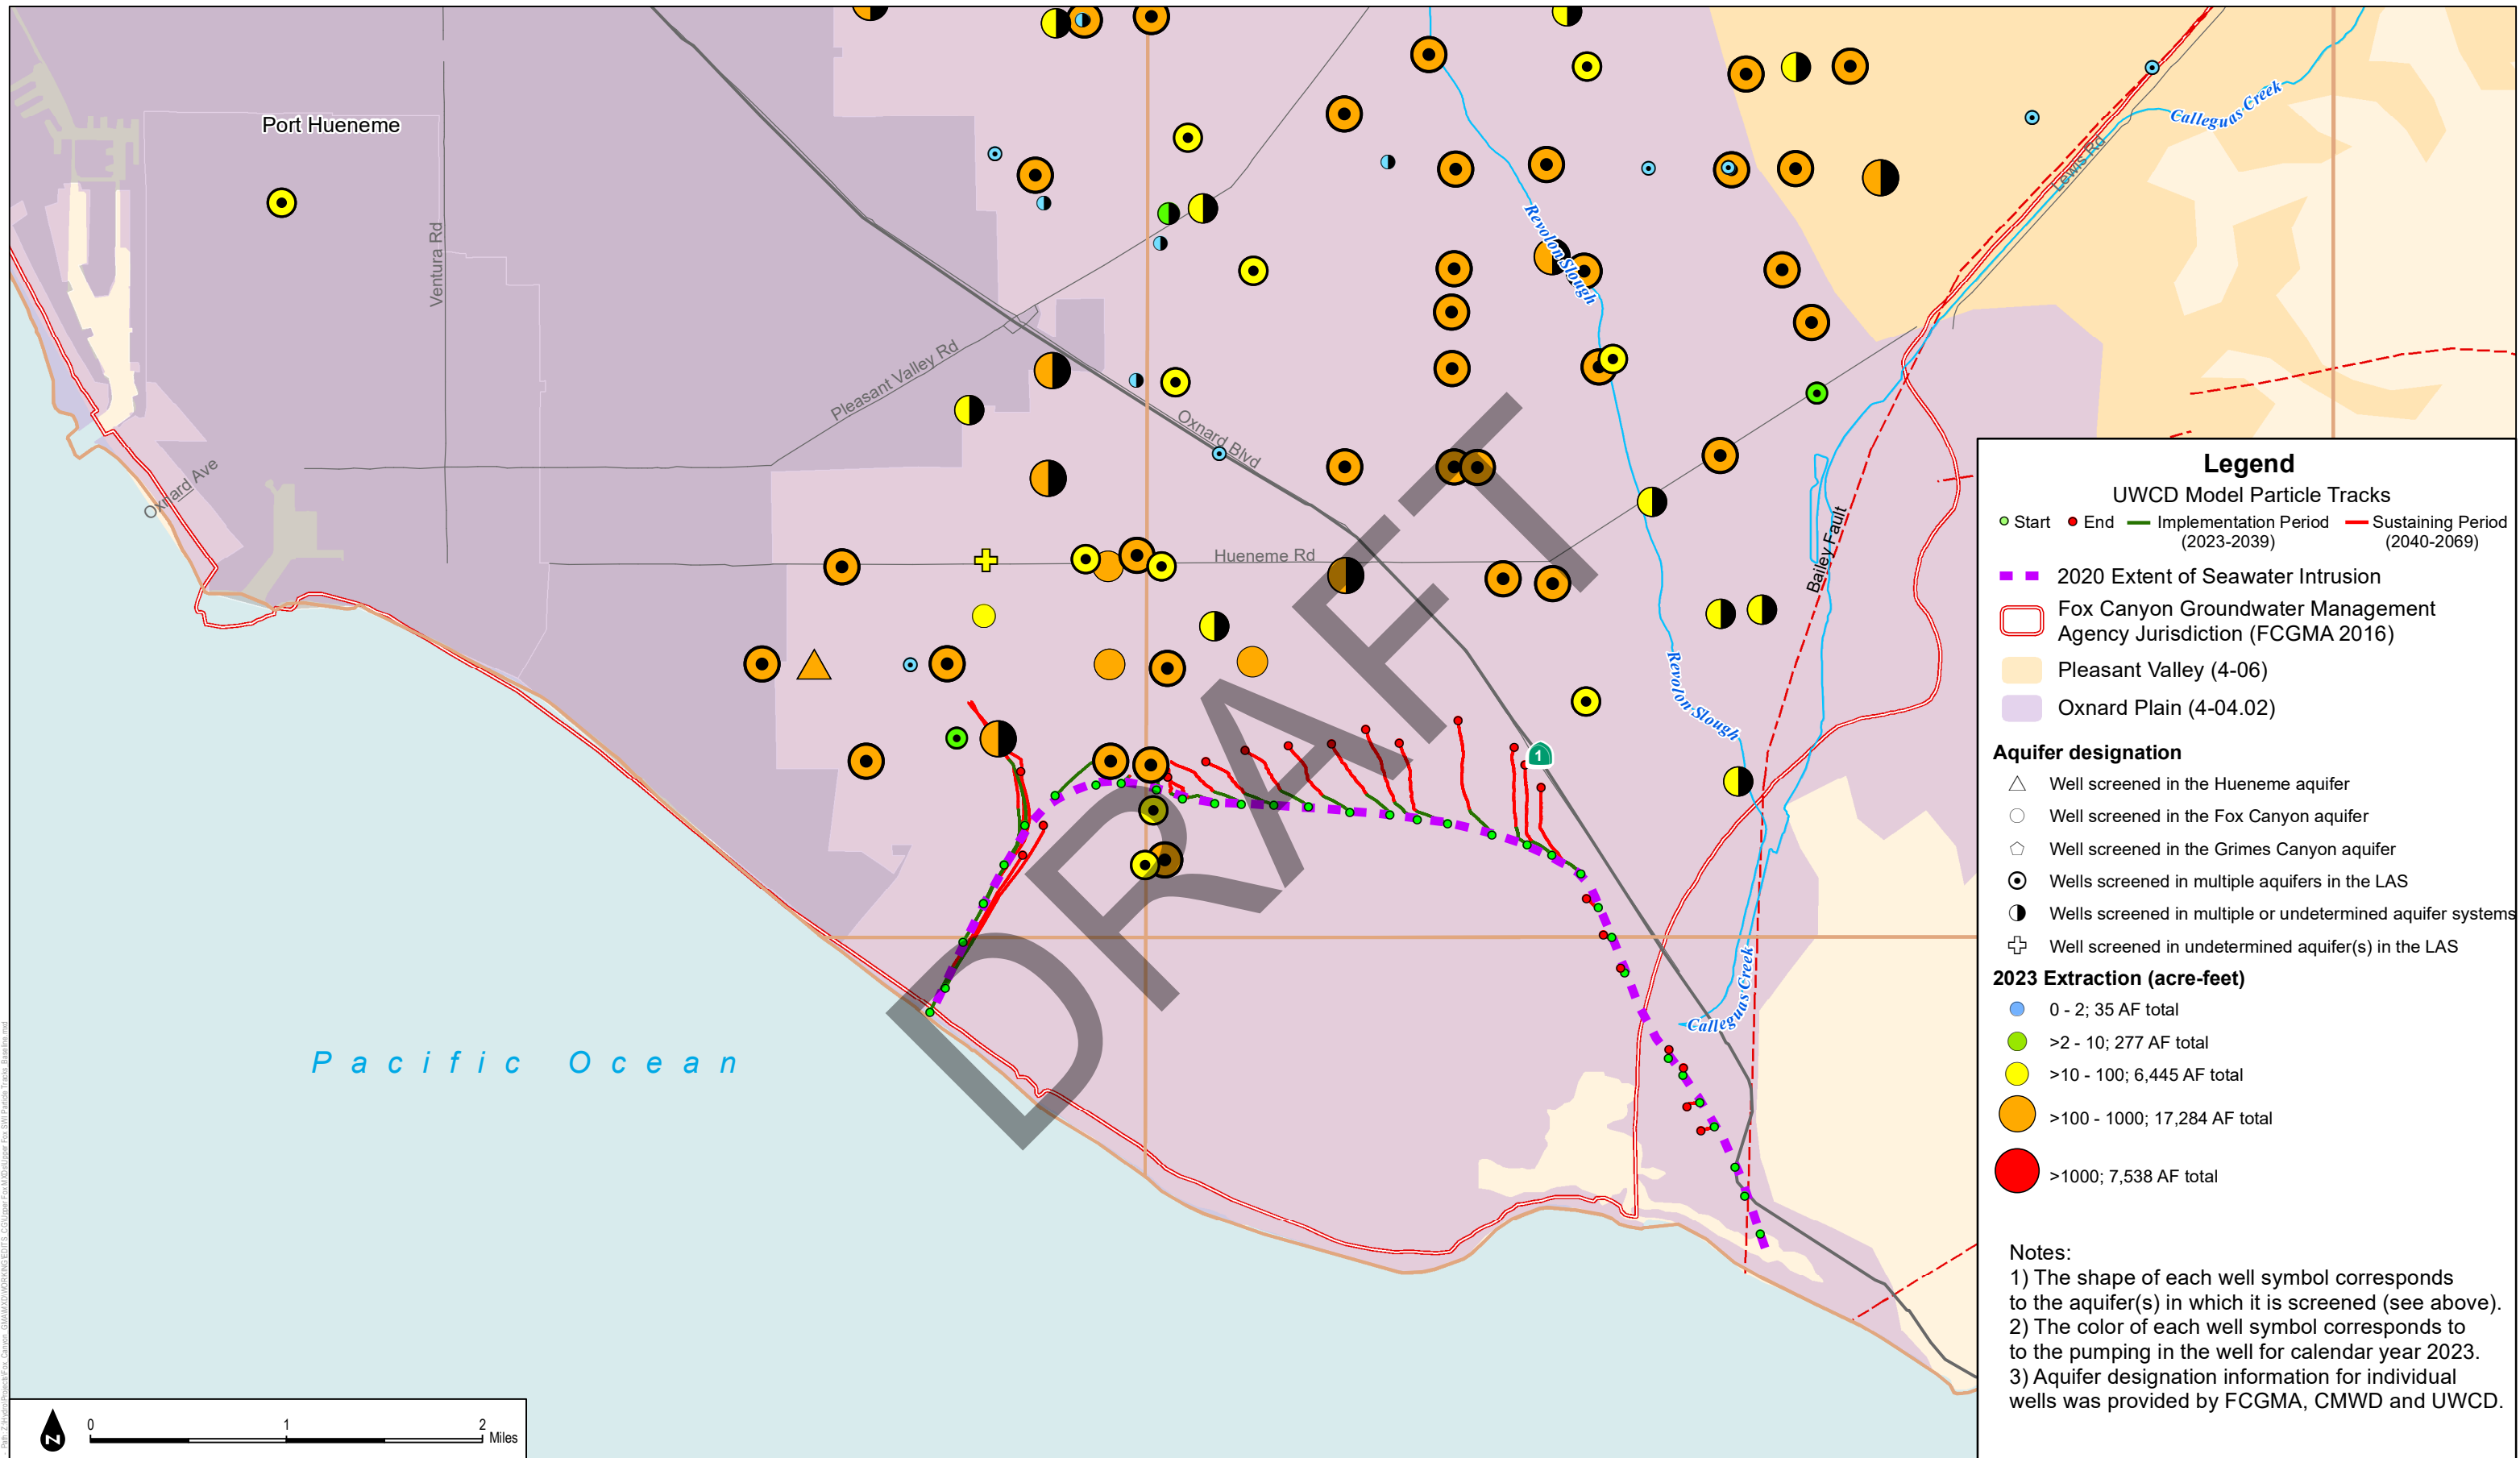 Port Hueneme
Ventura Rd
Oxnard Ave
Pleasant Valley Rd
Oxnard Blvd
Hueneme Rd
Revolon Slough
Revolon Slough
Calleguas Creek
Lewis Rd
Bailey Fault
Calleguas Creek
1
Pacific Ocean
DRAFT
Legend
UWCD Model Particle Tracks
Start End Implementation Period Sustaining Period
(2023-2039) (2040-2069)
2020 Extent of Seawater Intrusion
Fox Canyon Groundwater Management
Agency Jurisdiction (FCGMA 2016)
Pleasant Valley (4-06)
Oxnard Plain (4-04.02)
Aquifer designation
Well screened in the Hueneme aquifer
Well screened in the Fox Canyon aquifer
Well screened in the Grimes Canyon aquifer
Wells screened in multiple aquifers in the LAS
Wells screened in multiple or undetermined aquifer systems
Well screened in undetermined aquifer(s) in the LAS
2023 Extraction (acre-feet)
0 - 2; 35 AF total
>2 - 10; 277 AF total
>10 - 100; 6,445 AF total
>100 - 1000; 17,284 AF total
>1000; 7,538 AF total
Notes:
1) The shape of each well symbol corresponds
to the aquifer(s) in which it is screened (see above).
2) The color of each well symbol corresponds to
to the pumping in the well for calendar year 2023.
3) Aquifer designation information for individual
wells was provided by FCGMA, CMWD and UWCD.
N
0 1 2
Miles